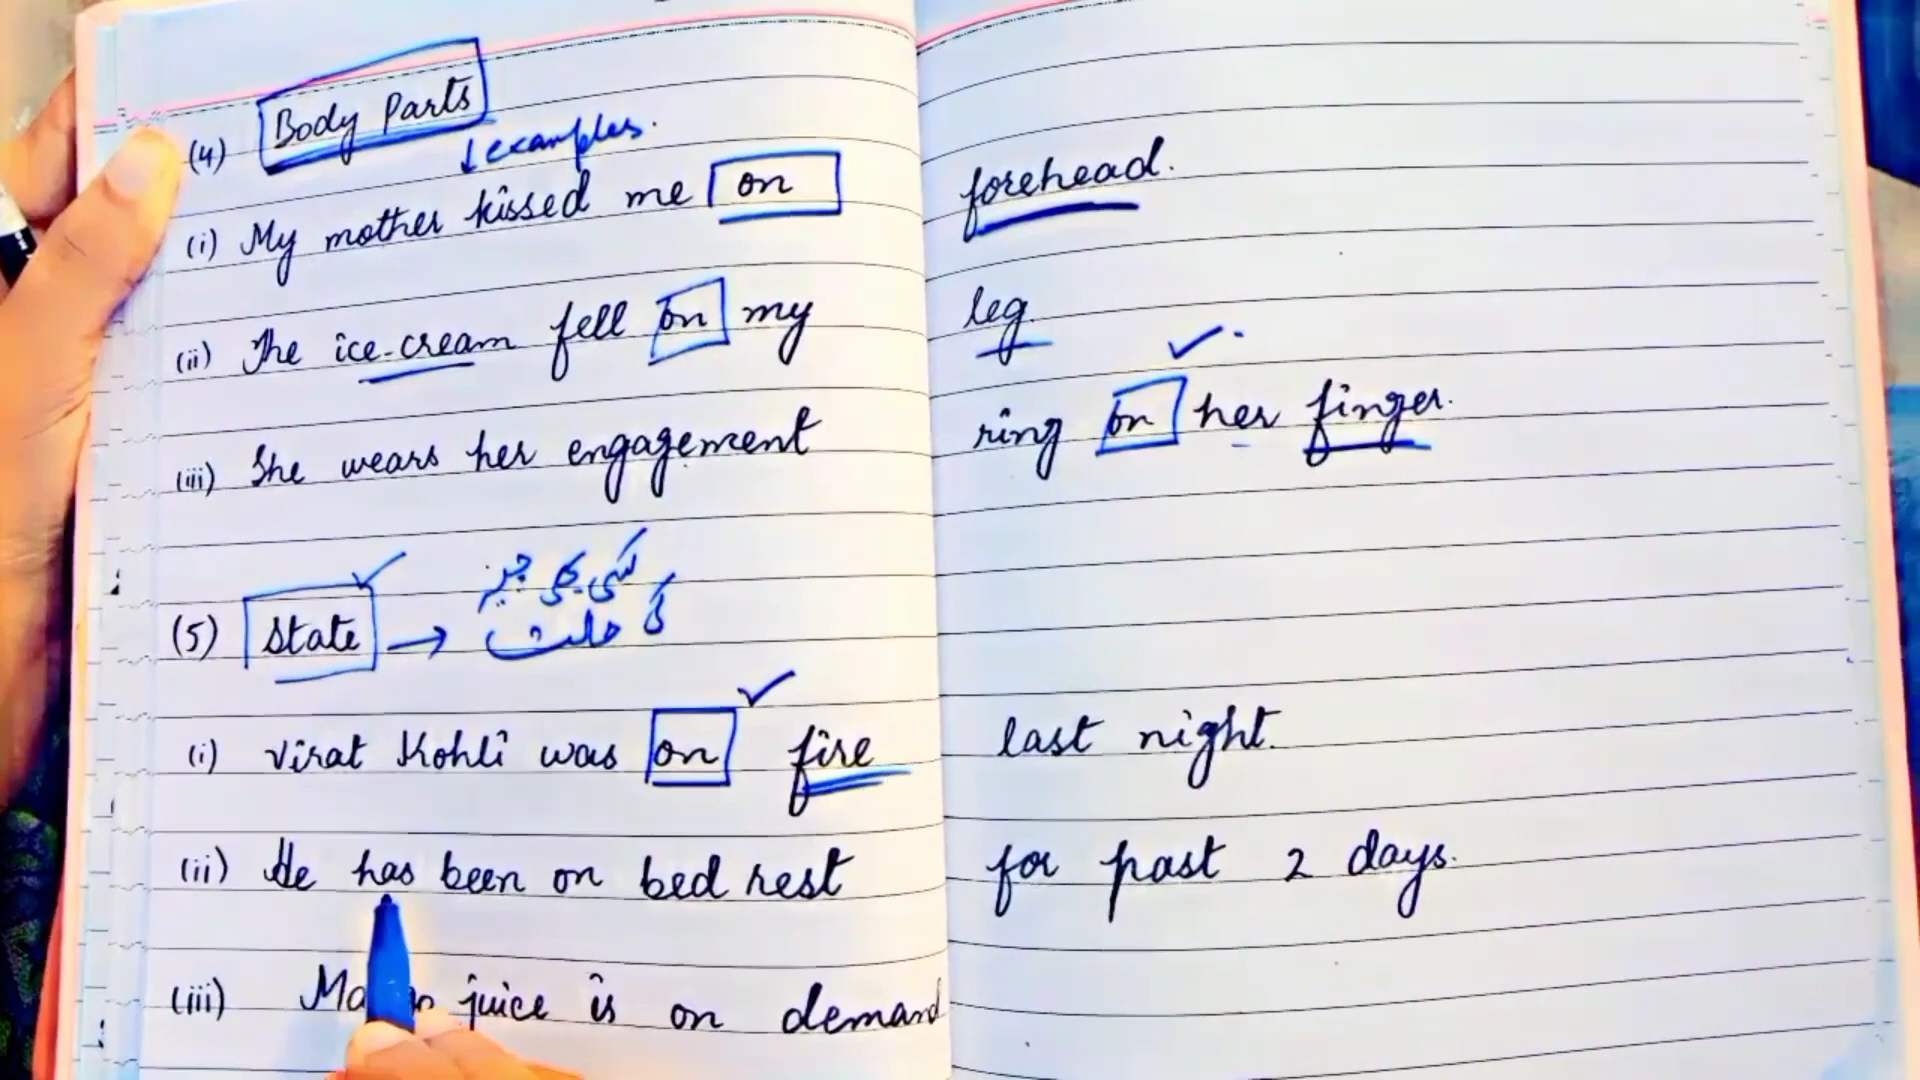 (4) Body Parts
↓ examples.
(i) My mother kissed me on forehead.
(ii) The ice-cream fell on my leg
(iii) She wears her engagement ring on her finger.
(5) State → کسی بھی چیز
کی حالت
(i) Virat Kohli was on fire last night.
(ii) He has been on bed rest for past 2 days.
(iii) juice is on demand